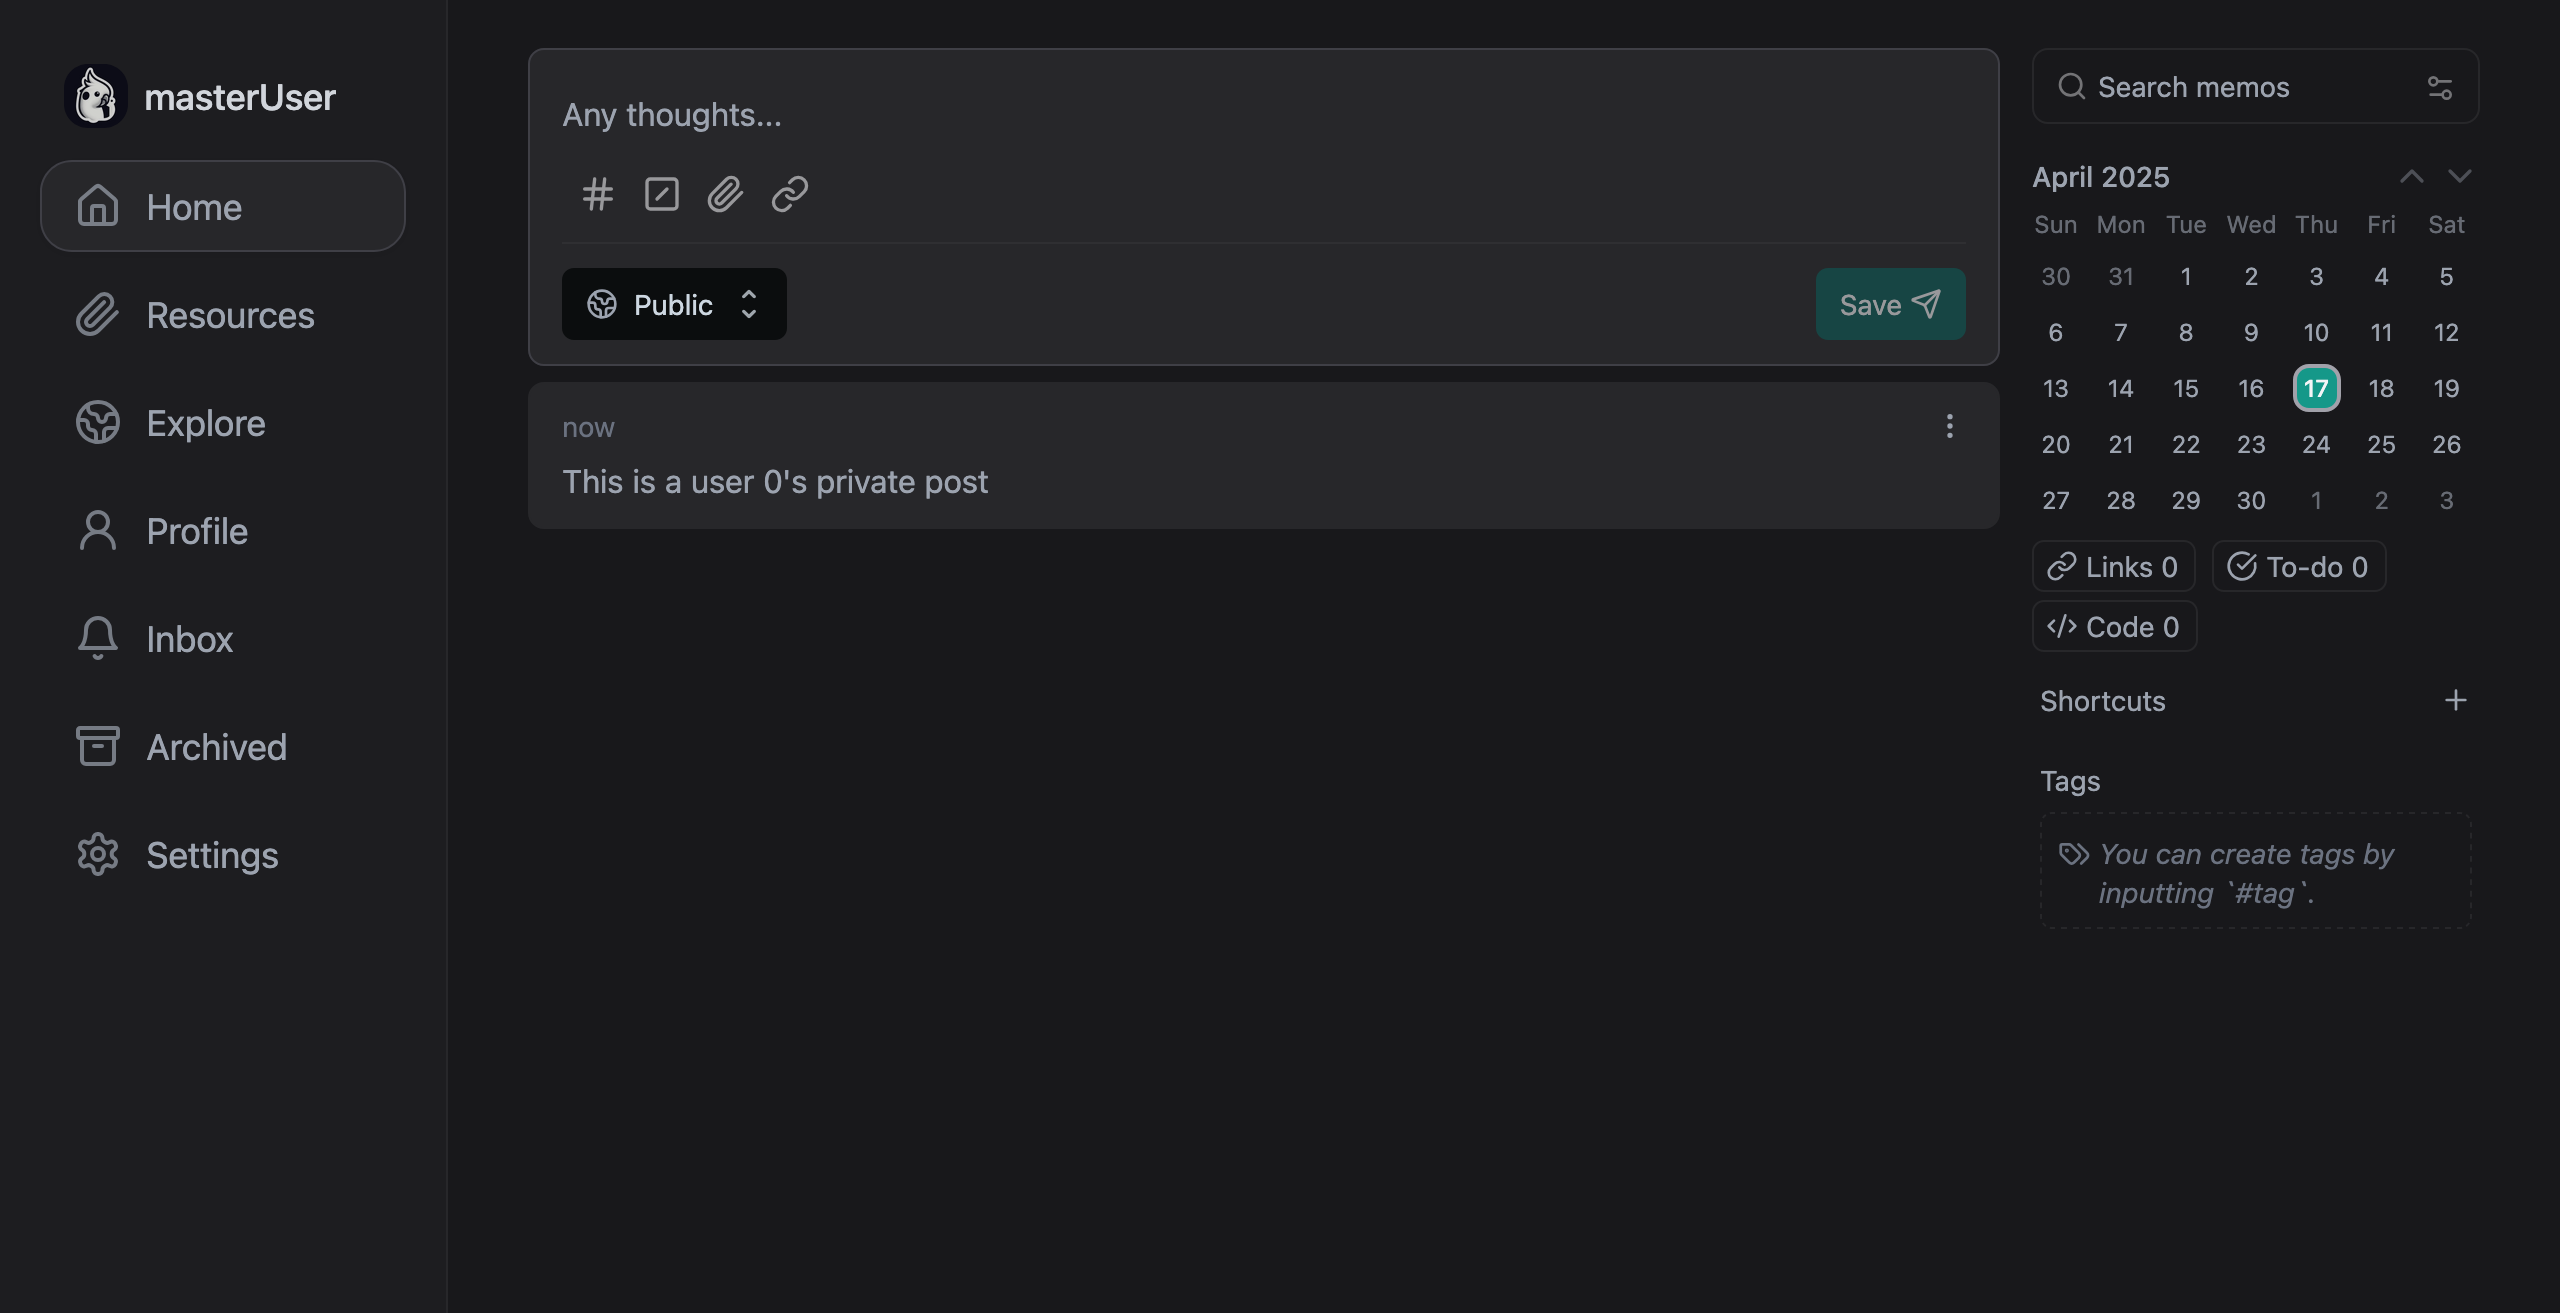 masterUser
Home
Resources
Explore
Profile
Inbox
Archived
Settings
Any thoughts...
Public
Save
now
This is a user 0's private post
Search memos
April 2025
Sun Mon Tue Wed Thu Fri Sat
30 31 1 2 3 4 5
6 7 8 9 10 11 12
13 14 15 16 17 18 19
20 21 22 23 24 25 26
27 28 29 30 1 2 3
Links 0 To-do 0
Code 0
Shortcuts
Tags
You can create tags by
inputting `#tag`.